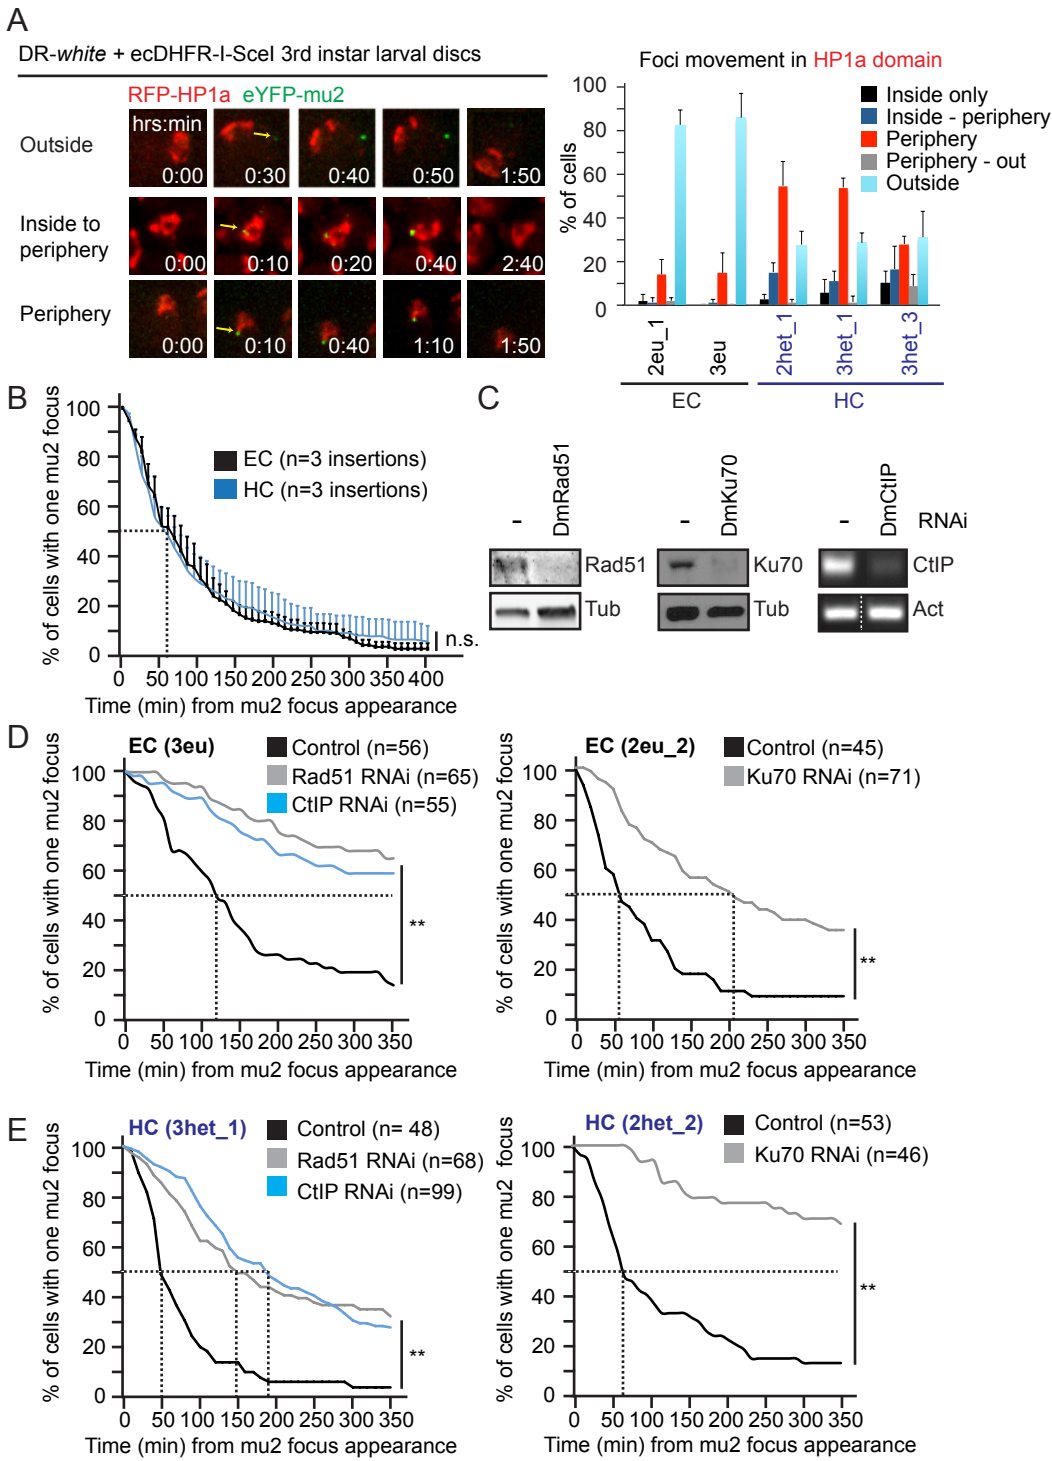 A
DR-white + ecDHFR-I-SceI 3rd instar larval discs
RFP-HP1a eYFP-mu2
Outside
hrs:min
0:00 0:30 0:40 0:50 1:50
Inside to
periphery
0:00 0:10 0:20 0:40 2:40
Periphery
0:00 0:10 0:40 1:10 1:50
Foci movement in HP1a domain
% of cells
100
80
60
40
20
0
Inside only
Inside - periphery
Periphery
Periphery - out
Outside
2eu_1 3eu 2het_1 3het_1 3het_3
EC HC
B
% of cells with one mu2 focus
100
80
60
40
20
0
EC (n=3 insertions)
HC (n=3 insertions)
n.s.
0 50 100 150 200 250 300 350 400
Time (min) from mu2 focus appearance
C
- DmRad51 - DmKu70 - DmCtIP RNAi
Rad51 Ku70 CtIP
Tub Tub Act
D
% of cells with one mu2 focus
EC (3eu)
Control (n=56)
Rad51 RNAi (n=65)
CtIP RNAi (n=55)
100
80
60
40
20
0
**
0 50 100 150 200 250 300 350
Time (min) from mu2 focus appearance
% of cells with one mu2 focus
EC (2eu_2)
Control (n=45)
Ku70 RNAi (n=71)
100
80
60
40
20
0
**
0 50 100 150 200 250 300 350
Time (min) from mu2 focus appearance
E
% of cells with one mu2 focus
HC (3het_1)
Control (n= 48)
Rad51 RNAi (n=68)
CtIP RNAi (n=99)
100
80
60
40
20
0
**
0 50 100 150 200 250 300 350
Time (min) from mu2 focus appearance
% of cells with one mu2 focus
HC (2het_2)
Control (n=53)
Ku70 RNAi (n=46)
100
80
60
40
20
0
**
0 50 100 150 200 250 300 350
Time (min) from mu2 focus appearance